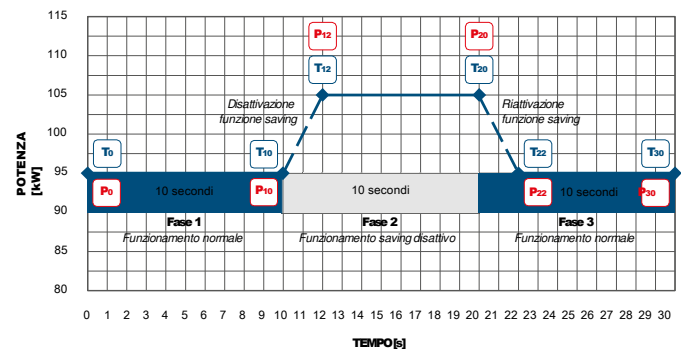 115
110
105
100
95
90
85
80
POTENZA
[kW]
P12
P20
T12
T20
Disattivazione
funzione saving
Riattivazione
funzione saving
T0
T10
T22
T30
P0
10 secondi
P10
10 secondi
P22
10 secondi
P30
Fase 1
Fase 2
Fase 3
Funzionamento normale
Funzionamento saving disattivo
Funzionamento normale
0 1 2 3 4 5 6 7 8 9 10 11 12 13 14 15 16 17 18 19 20 21 22 23 24 25 26 27 28 29 30
TEMPO[s]